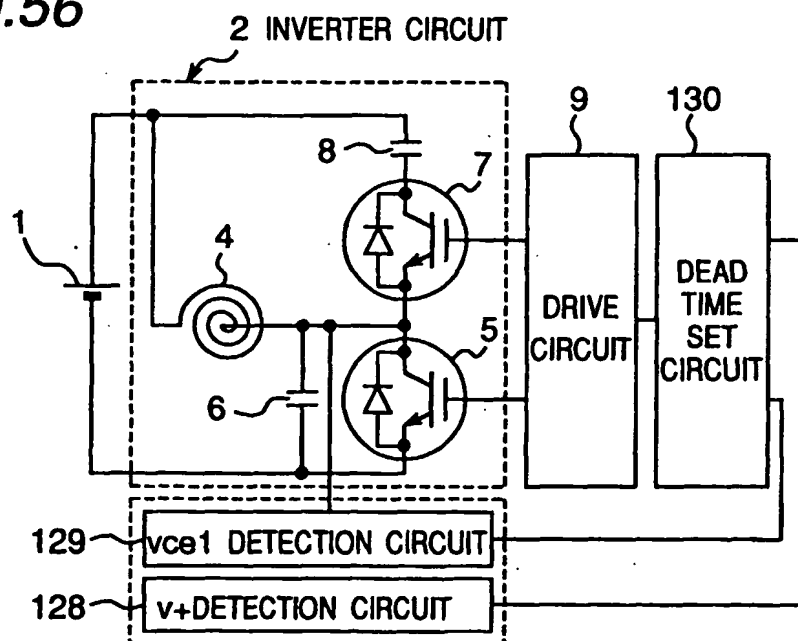 .56
2 INVERTER CIRCUIT
9
130
8
7
1
4
5
6
DRIVE
CIRCUIT
DEAD
TIME
SET
CIRCUIT
129
vce1 DETECTION CIRCUIT
128
v+DETECTION CIRCUIT